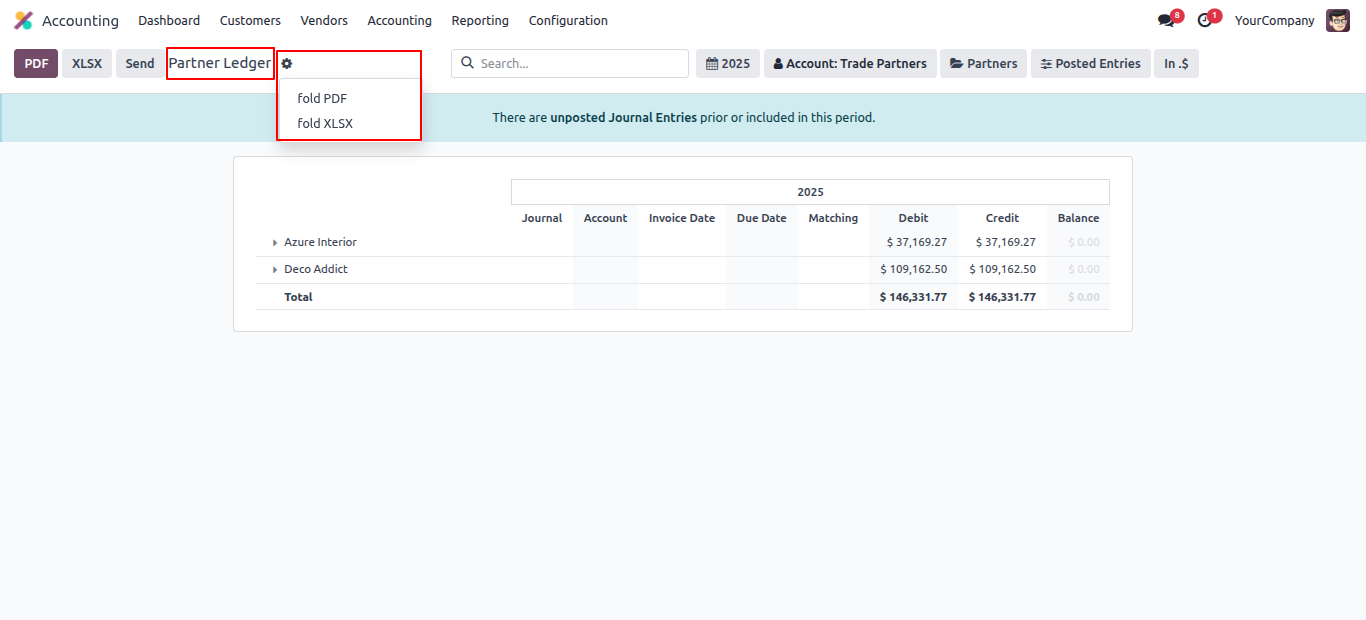 Accounting Dashboard Customers Vendors Accounting Reporting Configuration 8 1 YourCompany
PDF XLSX Send Partner Ledger Search... 2025 Account: Trade Partners Partners Posted Entries In .$
fold PDF
fold XLSX
There are unposted Journal Entries prior or included in this period.
2025
Journal Account Invoice Date Due Date Matching Debit Credit Balance
Azure Interior $ 37,169.27 $ 37,169.27 $ 0.00
Deco Addict $ 109,162.50 $ 109,162.50 $ 0.00
Total $ 146,331.77 $ 146,331.77 $ 0.00